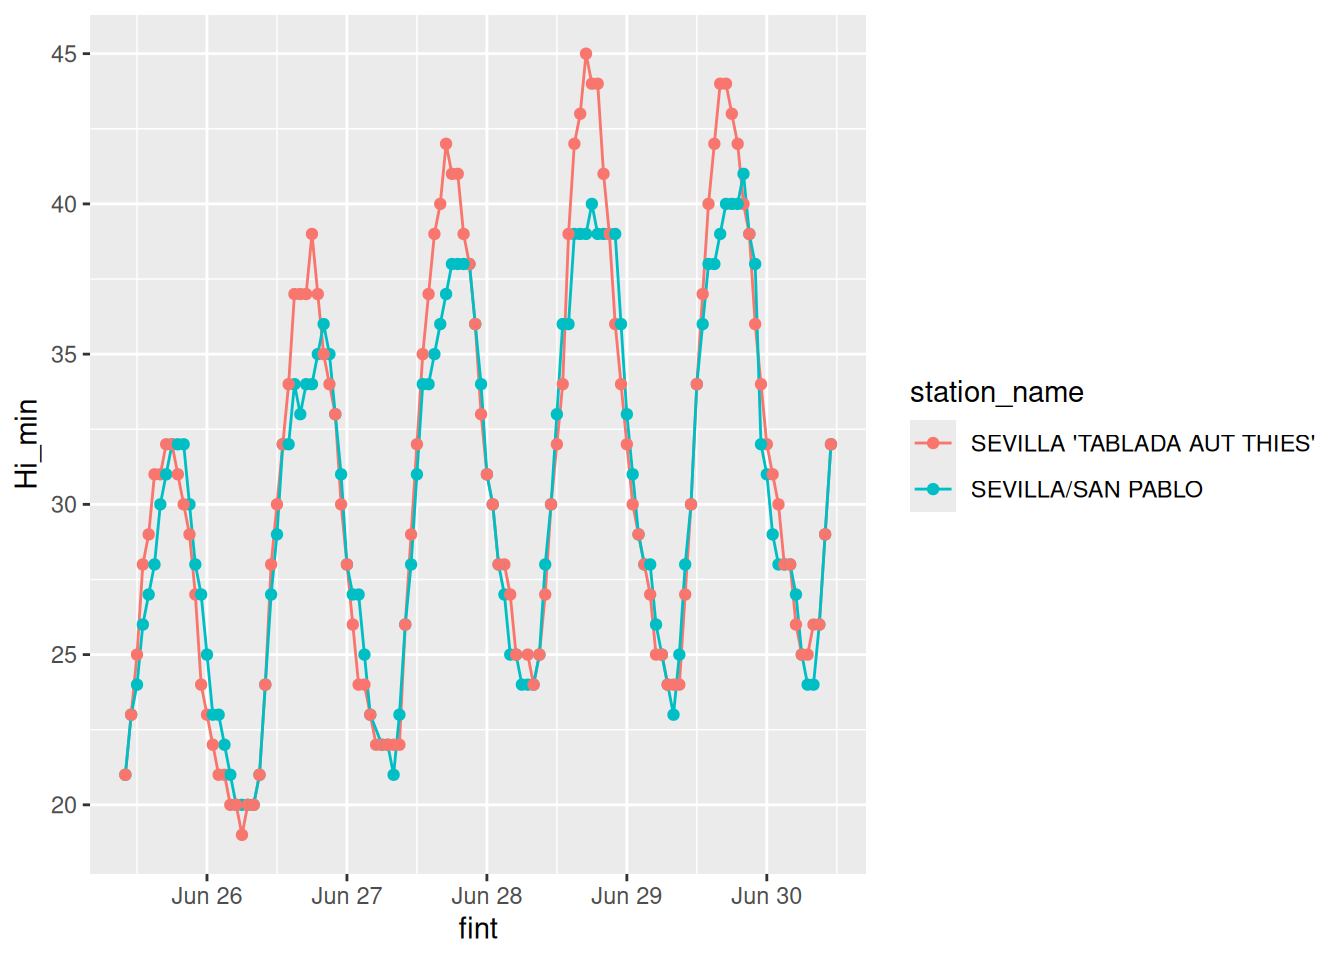 45
40
35
30
25
20
Hi_min
Jun 26
Jun 27
Jun 28
Jun 29
Jun 30
fint
station_name
SEVILLA 'TABLADA AUT THIES'
SEVILLA/SAN PABLO